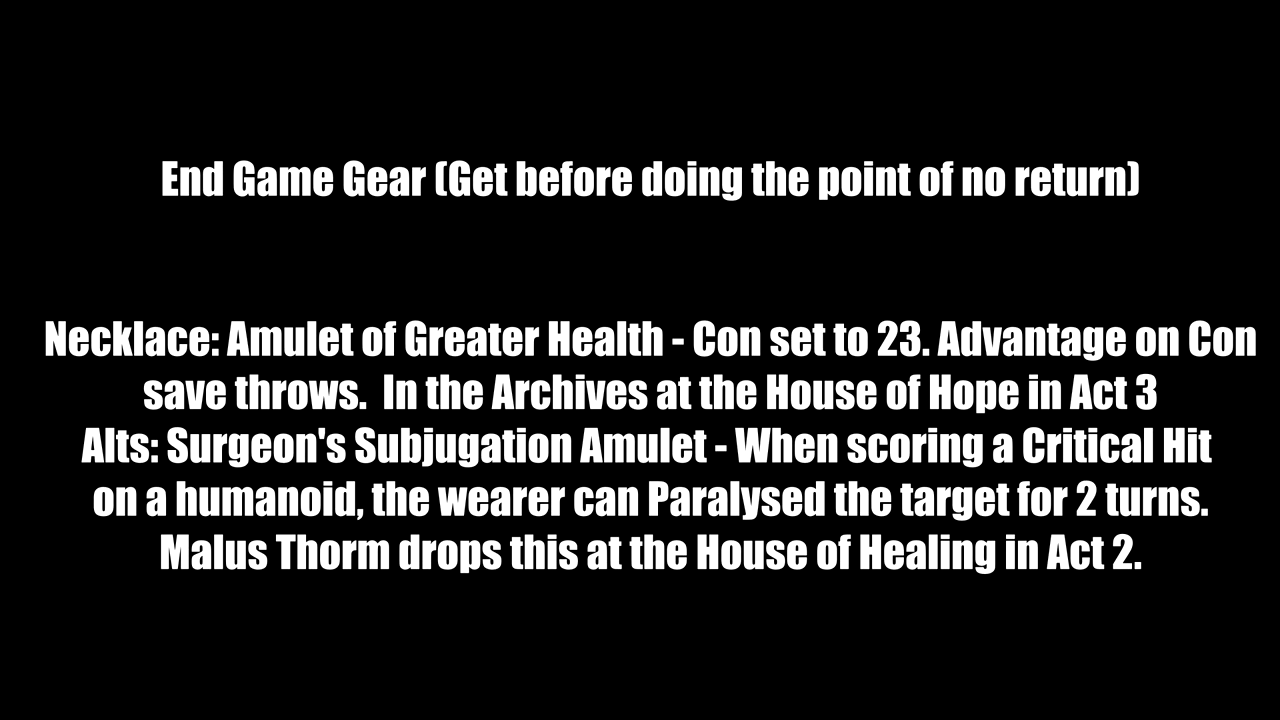 End Game Gear (Get before doing the point of no return)
Necklace: Amulet of Greater Health - Con set to 23. Advantage on Con
save throws.  In the Archives at the House of Hope in Act 3
Alts: Surgeon's Subjugation Amulet - When scoring a Critical Hit
on a humanoid, the wearer can Paralysed the target for 2 turns.
Malus Thorm drops this at the House of Healing in Act 2.